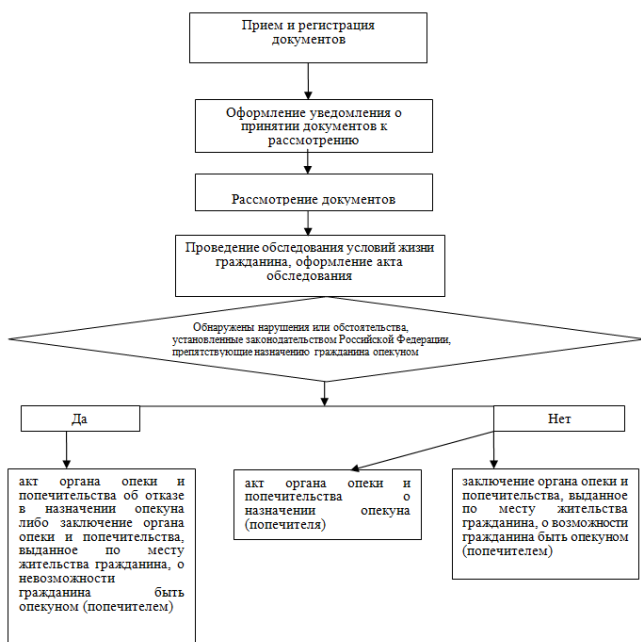 Прием и регистрация
документов
Оформление уведомления о
принятии документов к
рассмотрению
Рассмотрение документов
Проведение обследования условий жизни
гражданина, оформление акта
обследования
Обнаружены нарушения или обстоятельства,
установленные законодательством Российской Федерации,
препятствующие назначению гражданина опекуном
Да
Нет
акт органа опеки и
попечительства об отказе
в назначении опекуна
либо заключение органа
опеки и попечительства,
выданное по месту
жительства гражданина, о
невозможности
гражданина быть
опекуном (попечителем)
акт органа опеки и
попечительства о
назначении опекуна
(попечителя)
заключение органа опеки и
попечительства, выданное
по месту жительства
гражданина, о возможности
гражданина быть опекуном
(попечителем)